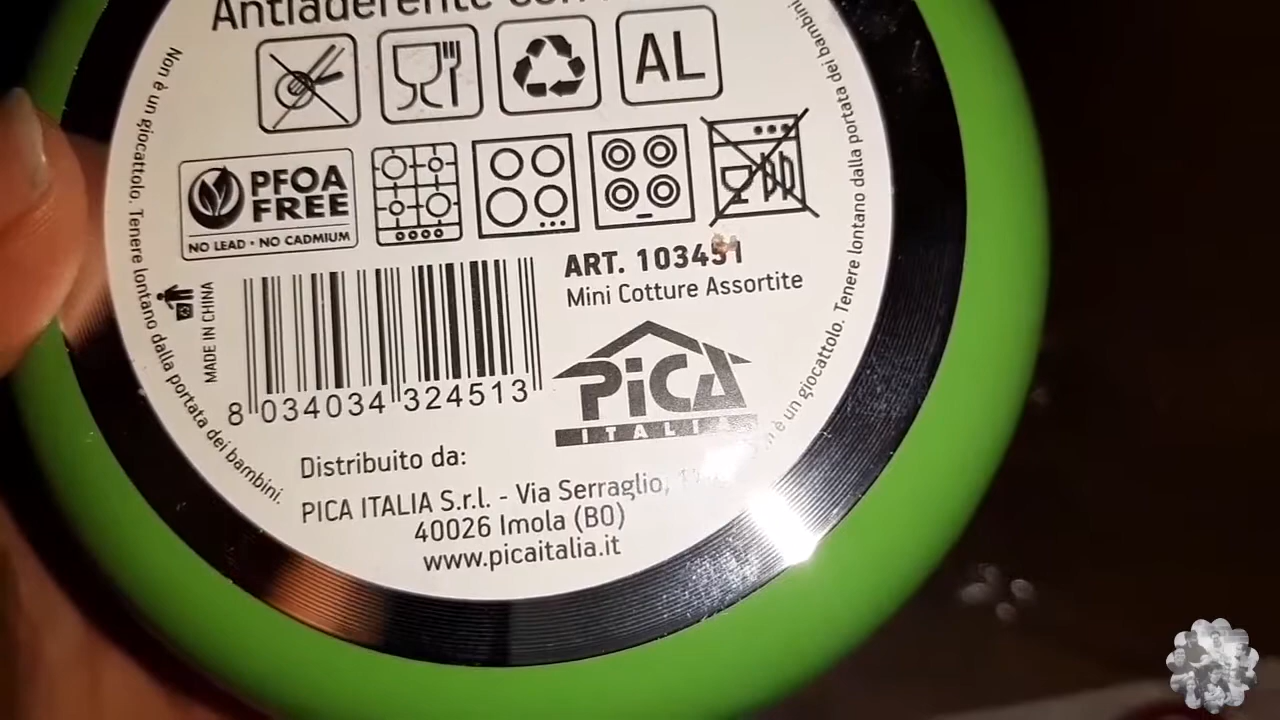 Antiaderente con
AL
PFOA
FREE
NO LEAD • NO CADMIUM
ART. 103451
Mini Cotture Assortite
MADE IN CHINA
8 034034 324513
PiCA
ITALIA
Distribuito da:
PICA ITALIA S.r.l. - Via Serraglio,
40026 Imola (BO)
www.picaitalia.it
Non è un giocattolo. Tenere lontano dalla portata dei bambini.
è un giocattolo. Tenere lontano dalla portata dei bambini